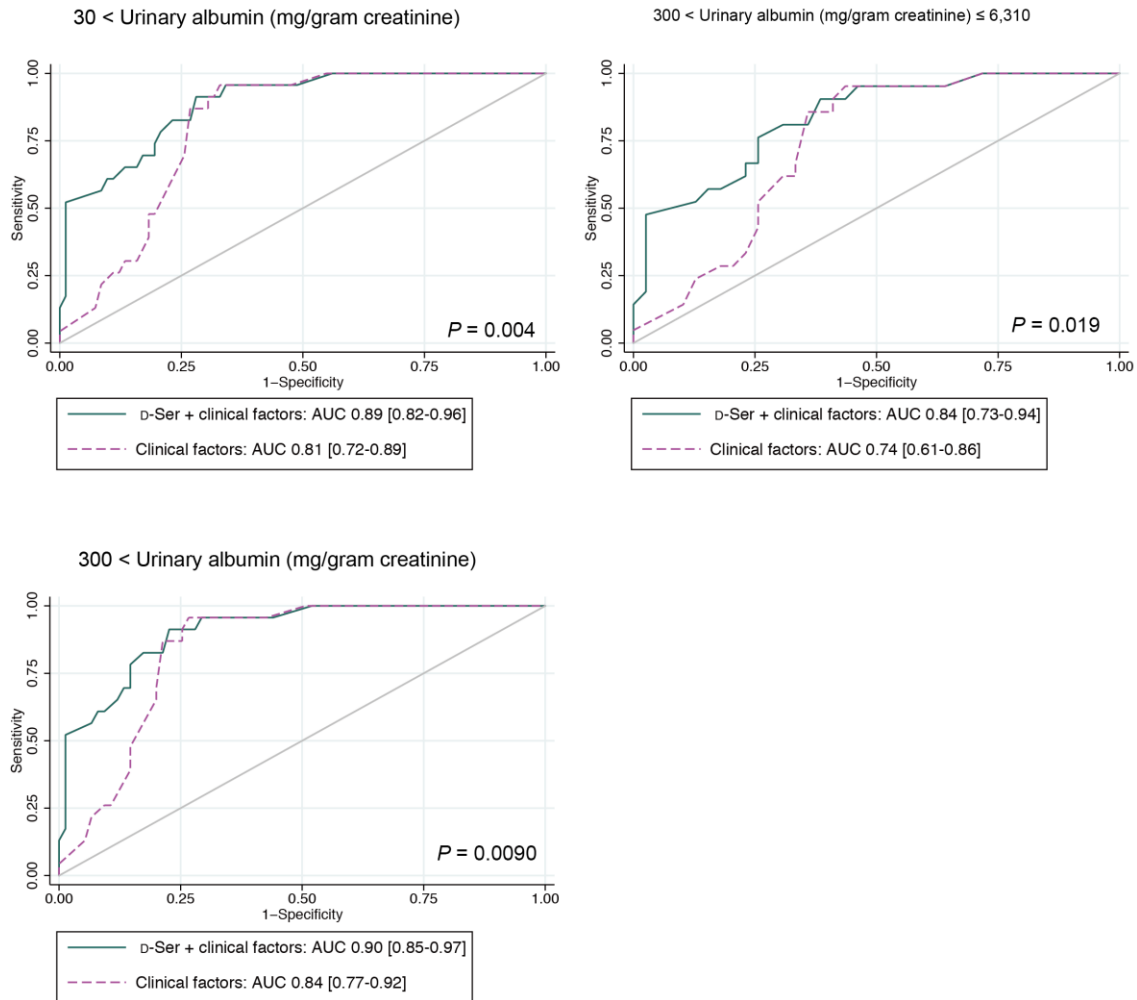 30 < Urinary albumin (mg/gram creatinine)
Sensitivity
1.00
0.75
0.50
0.25
0.00
P = 0.004
0.00 0.25 0.50 0.75 1.00
1−Specificity
D-Ser + clinical factors: AUC 0.89 [0.82-0.96]
Clinical factors: AUC 0.81 [0.72-0.89]
300 < Urinary albumin (mg/gram creatinine) ≤ 6,310
Sensitivity
1.00
0.75
0.50
0.25
0.00
P = 0.019
0.00 0.25 0.50 0.75 1.00
1−Specificity
D-Ser + clinical factors: AUC 0.84 [0.73-0.94]
Clinical factors: AUC 0.74 [0.61-0.86]
300 < Urinary albumin (mg/gram creatinine)
Sensitivity
1.00
0.75
0.50
0.25
0.00
P = 0.0090
0.00 0.25 0.50 0.75 1.00
1−Specificity
D-Ser + clinical factors: AUC 0.90 [0.85-0.97]
Clinical factors: AUC 0.84 [0.77-0.92]